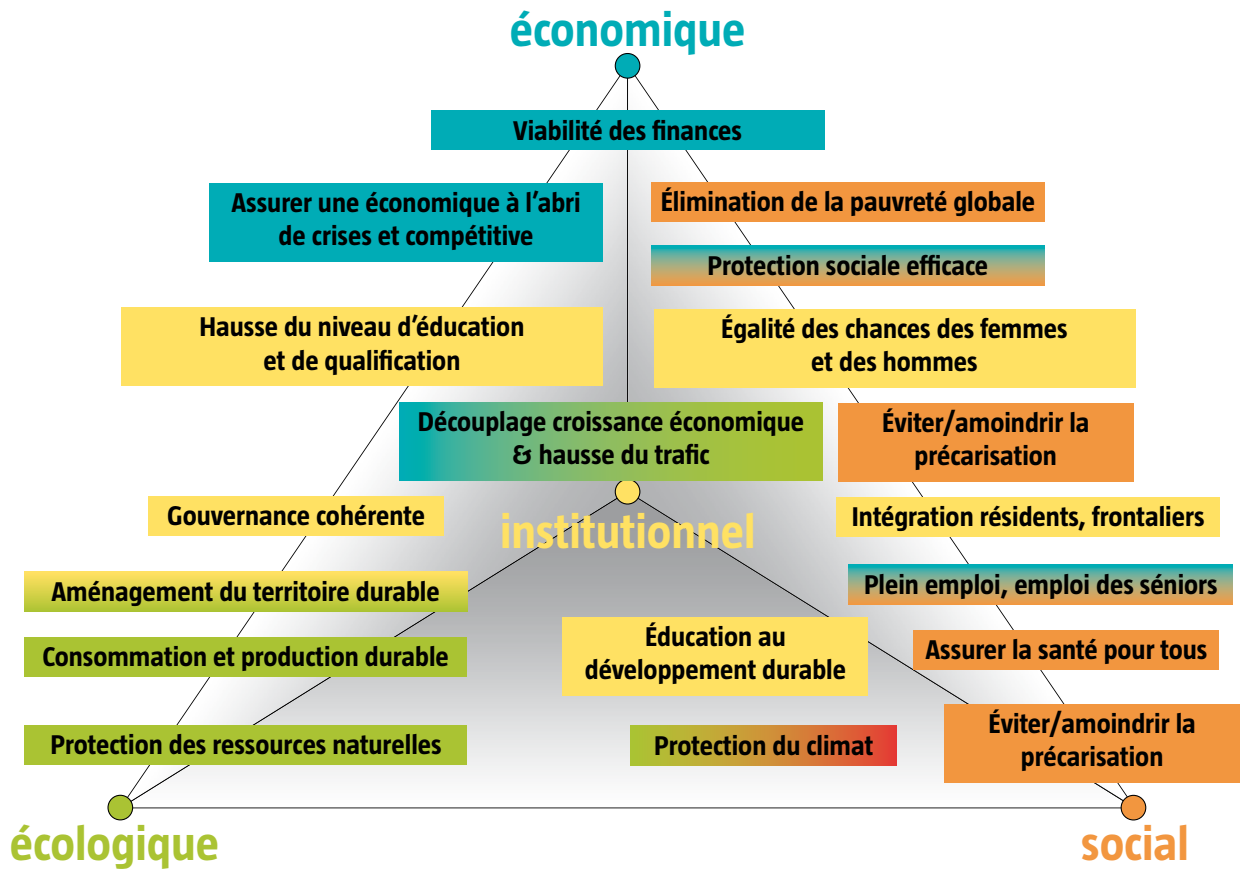 économique
Viabilité des finances
Assurer une économique à l’abri
de crises et compétitive
Élimination de la pauvreté globale
Protection sociale efficace
Hausse du niveau d’éducation
et de qualification
Égalité des chances des femmes
et des hommes
Découplage croissance économique
& hausse du trafic
Éviter/amoindrir la
précarisation
Gouvernance cohérente
institutionnel
Intégration résidents, frontaliers
Aménagement du territoire durable
Plein emploi, emploi des séniors
Consommation et production durable
Éducation au
développement durable
Assurer la santé pour tous
Protection des ressources naturelles
Protection du climat
Éviter/amoindrir la
précarisation
écologique
social